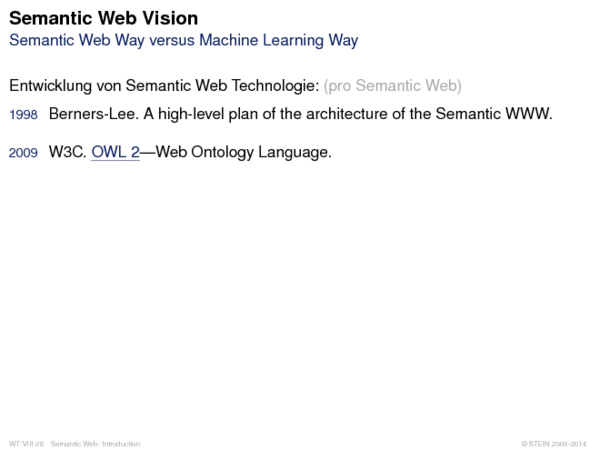 Semantic Web Vision
Semantic Web Way versus Machine Learning Way
Entwicklung von Semantic Web Technologie: (pro Semantic Web)
1998 Berners-Lee. A high-level plan of the architecture of the Semantic WWW.
2009 W3C. OWL 2—Web Ontology Language.
WT:VIII-28 Semantic Web: Introduction © STEIN 2005-2014